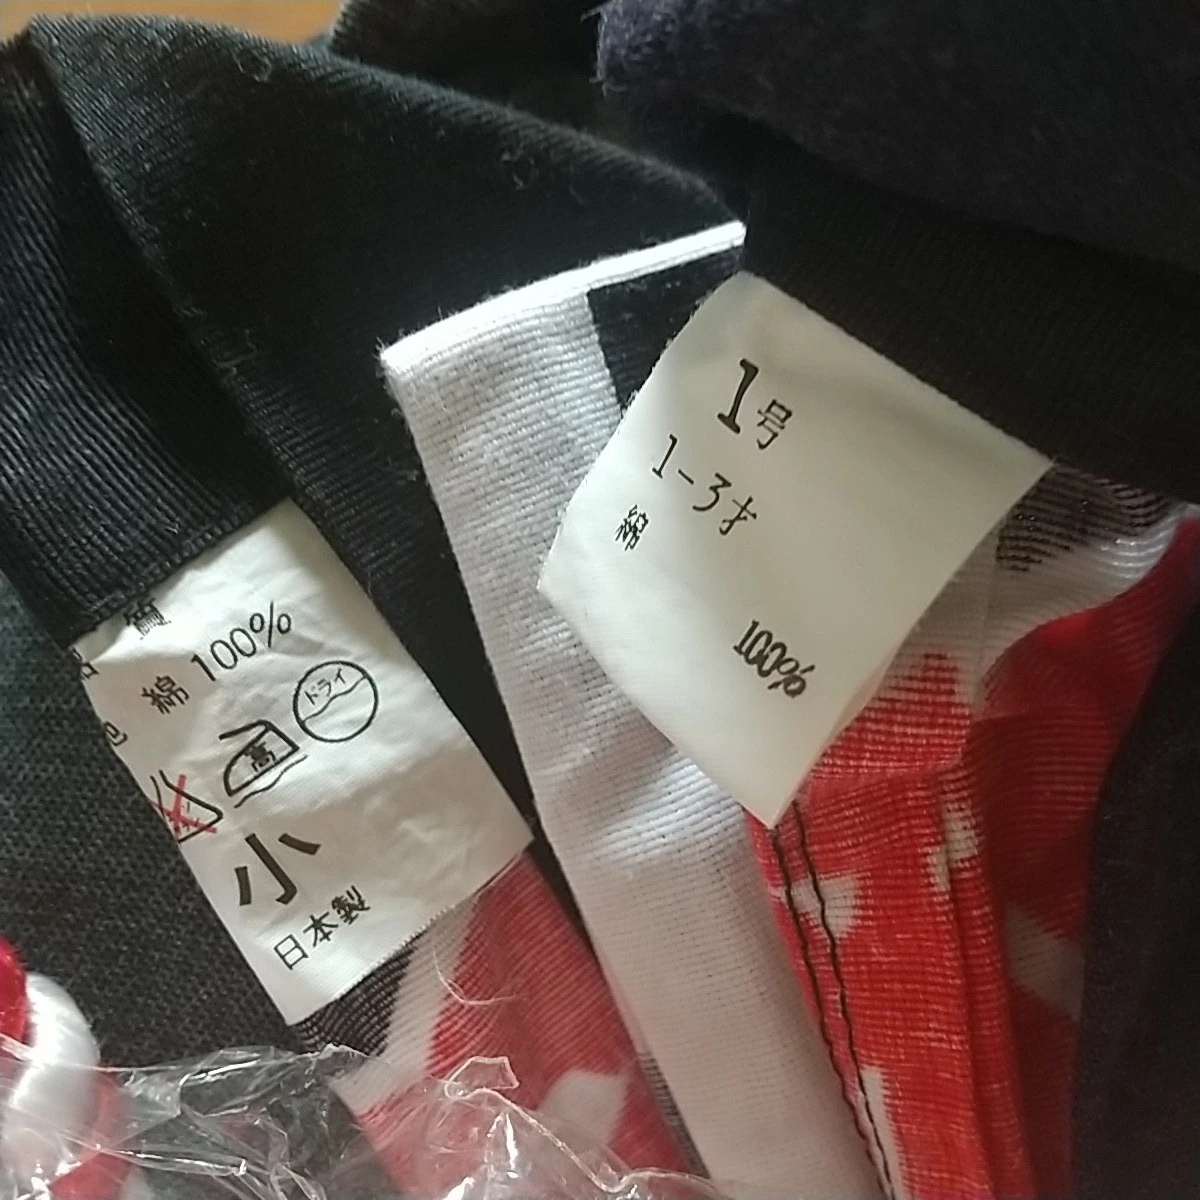 綿 100%
ドライ
高
小
日本製
1号
1-3才
綿
100%